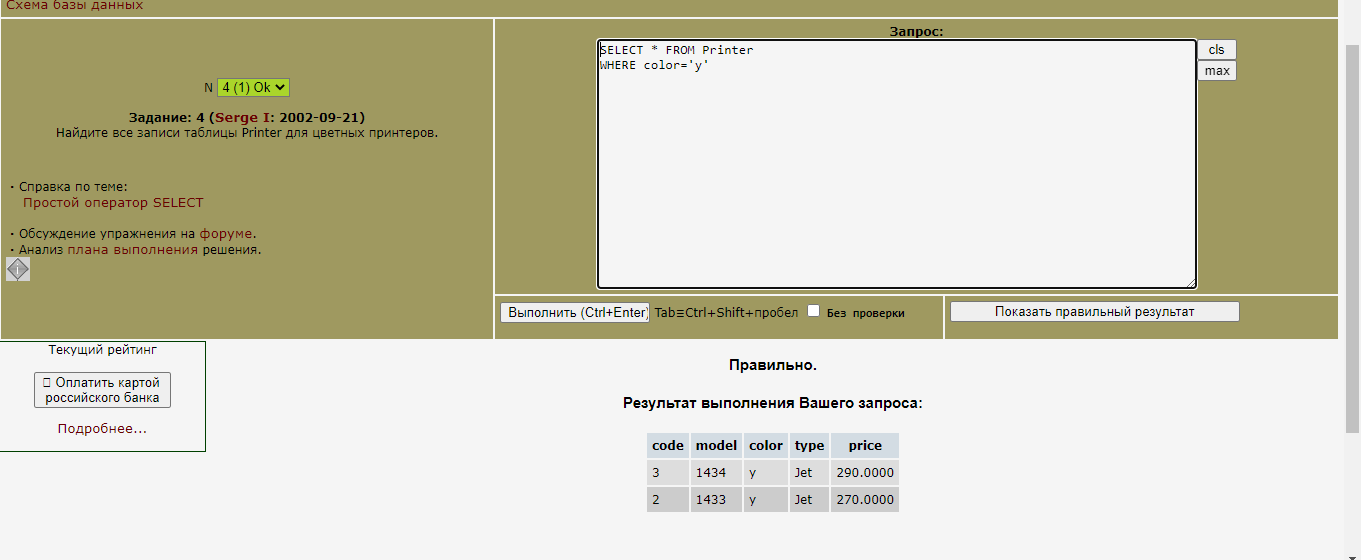 Схема базы данных
N 4 (1) Ok
Задание: 4 (Serge I: 2002-09-21)
Найдите все записи таблицы Printer для цветных принтеров.
· Справка по теме:
Простой оператор SELECT
· Обсуждение упражнения на форуме.
· Анализ плана выполнения решения.
Запрос:
SELECT * FROM Printer
WHERE color='y'
cls
max
Выполнить (Ctrl+Enter) Tab≡Ctrl+Shift+пробел Без проверки
Показать правильный результат
Текущий рейтинг
Оплатить картой
российского банка
Подробнее...
Правильно.
Результат выполнения Вашего запроса:
code model color type price
3 1434 y Jet 290.0000
2 1433 y Jet 270.0000